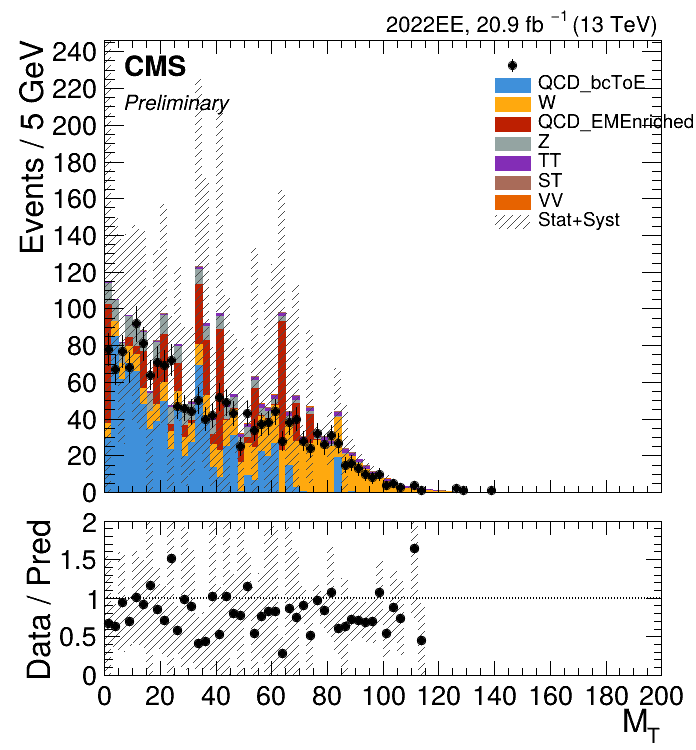 2022EE, 20.9 fb⁻¹ (13 TeV)
Events / 5 GeV
240
220
200
180
160
140
120
100
80
60
40
20
0
CMS
Preliminary
QCD_bcToE
W
QCD_EMEnriched
Z
TT
ST
VV
Stat+Syst
Data / Pred
2
1.5
1
0.5
0
0 20 40 60 80 100 120 140 160 180 200
M_T